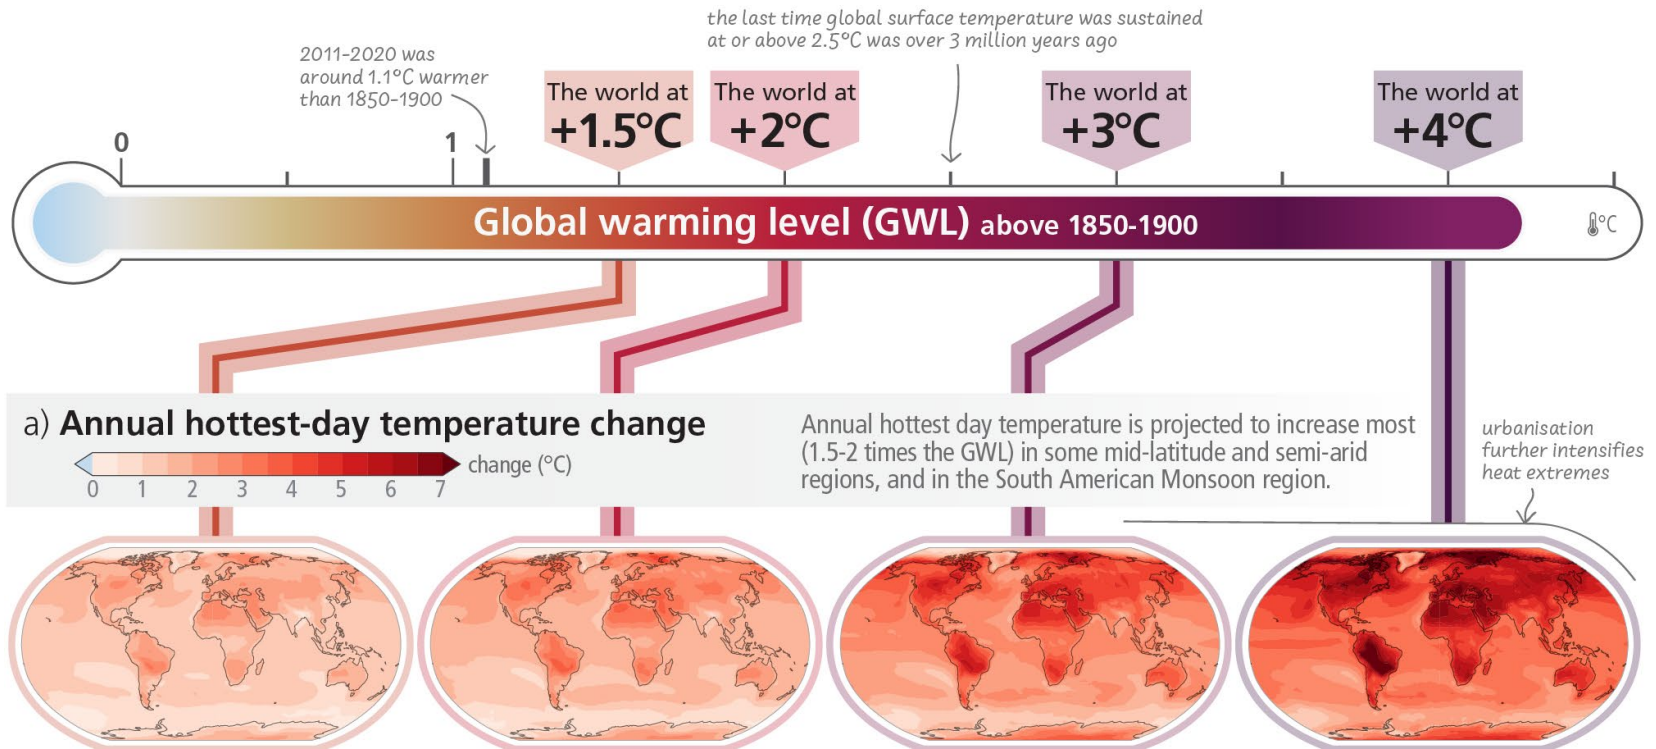 the last time global surface temperature was sustained
at or above 2.5°C was over 3 million years ago
2011-2020 was
around 1.1°C warmer
than 1850-1900
The world at
+1.5°C
The world at
+2°C
The world at
+3°C
The world at
+4°C
0
1
Global warming level (GWL) above 1850-1900
°C
a) Annual hottest-day temperature change
change (°C)
0 1 2 3 4 5 6 7
Annual hottest day temperature is projected to increase most
(1.5-2 times the GWL) in some mid-latitude and semi-arid
regions, and in the South American Monsoon region.
urbanisation
further intensifies
heat extremes